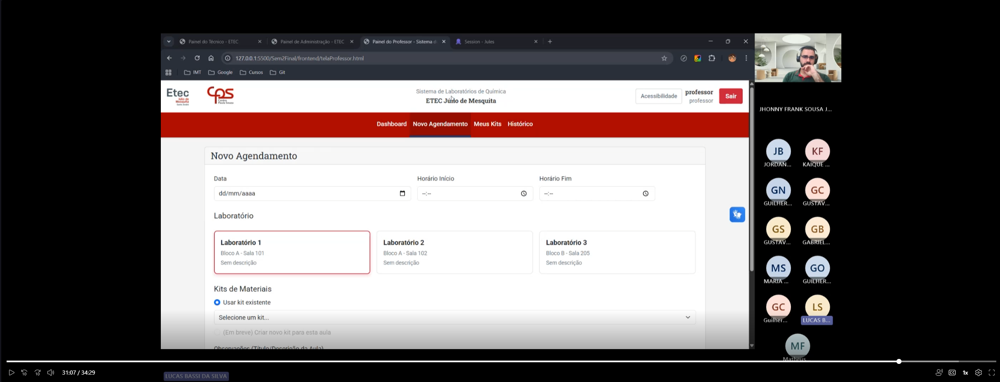 Painel do Técnico - ETEC
Painel de Administração - ETEC
Painel do Professor - Sistema d
Session - Jules
127.0.0.1:5500/Sem2Final/frontend/telaProfessor.html
IMT
Google
Cursos
Git
Etec
Júlio de
Mesquita
Santo André
CPS
Centro
Paula Souza
Sistema de Laboratórios de Química
ETEC Júlio de Mesquita
Acessibilidade
professor
professor
Sair
Dashboard
Novo Agendamento
Meus Kits
Histórico
Novo Agendamento
Data
Horário Início
Horário Fim
dd/mm/aaaa
--:--
--:--
Laboratório
Laboratório 1
Bloco A - Sala 101
Sem descrição
Laboratório 2
Bloco A - Sala 102
Sem descrição
Laboratório 3
Bloco B - Sala 205
Sem descrição
Kits de Materiais
Usar kit existente
Selecione um kit...
(Em breve) Criar novo kit para esta aula
Observações (Título/Descrição da Aula)
JHONNY FRANK SOUSA J...
JB
JORDAN...
KF
KAIQUE ...
GN
GUILHER...
GC
GUSTAV...
GS
GUSTAV...
GB
GABRIEL...
MS
MARIA ...
GO
GUILHER...
GC
Guilher...
LS
LUCAS B...
MF
Matheus...
10
10
31:07 / 34:29
LUCAS BASSI DA SILVA
CC
1x